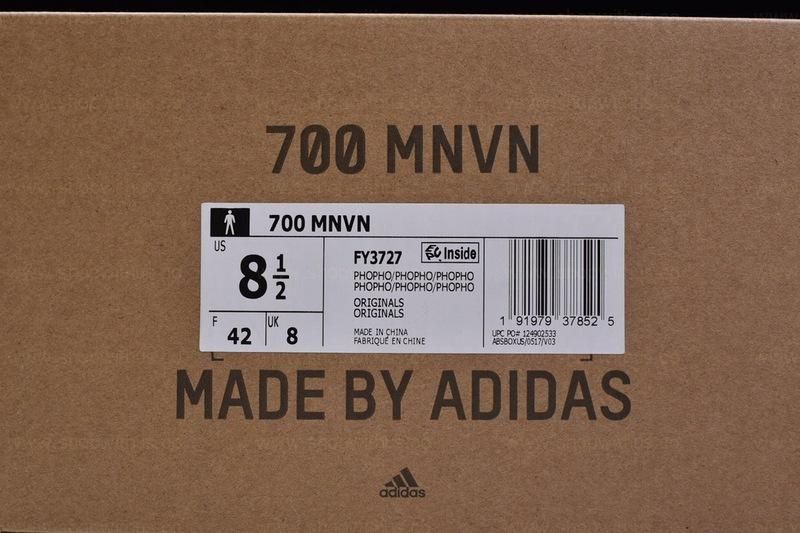 700 MNVN
700 MNVN
US
8 1/2
F
42
UK
8
FY3727
Inside
PHOPHO/PHOPHO/PHOPHO
PHOPHO/PHOPHO/PHOPHO
ORIGINALS
ORIGINALS
MADE IN CHINA
FABRIQUÉ EN CHINE
1 91979 37852 5
UPC PO# 124902533
ABSBOXUS/0517/V03
MADE BY ADIDAS
adidas